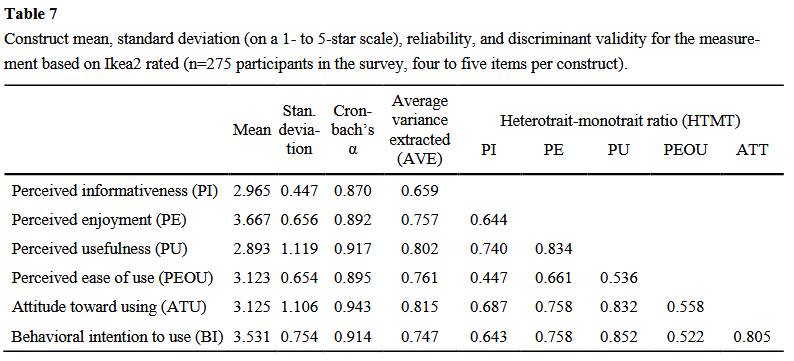 Table 7
Construct mean, standard deviation (on a 1- to 5-star scale), reliability, and discriminant validity for the measure-
ment based on Ikea2 rated (n=275 participants in the survey, four to five items per construct).
Mean Stan. devia- tion Cron- bach's α Average variance extracted (AVE) Heterotrait-monotrait ratio (HTMT)
PI PE PU PEOU ATT
Perceived informativeness (PI) 2.965 0.447 0.870 0.659
Perceived enjoyment (PE) 3.667 0.656 0.892 0.757 0.644
Perceived usefulness (PU) 2.893 1.119 0.917 0.802 0.740 0.834
Perceived ease of use (PEOU) 3.123 0.654 0.895 0.761 0.447 0.661 0.536
Attitude toward using (ATU) 3.125 1.106 0.943 0.815 0.687 0.758 0.832 0.558
Behavioral intention to use (BI) 3.531 0.754 0.914 0.747 0.643 0.758 0.852 0.522 0.805